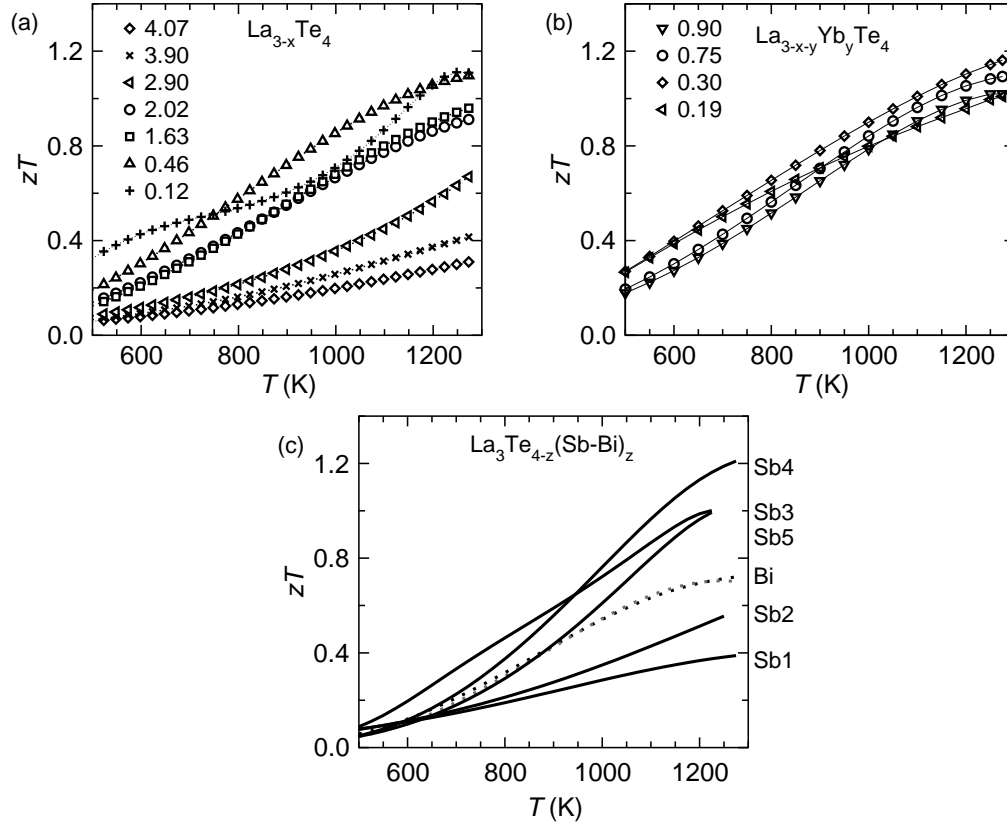 (a)
La3-xTe4
4.07
3.90
2.90
2.02
1.63
0.46
0.12
1.2
0.8
0.4
0.0
zT
600 800 1000 1200
T (K)
(b)
La3-x-yYbyTe4
0.90
0.75
0.30
0.19
1.2
0.8
0.4
0.0
zT
600 800 1000 1200
T (K)
(c)
La3Te4-z(Sb-Bi)z
1.2
0.8
0.4
0.0
zT
Sb4
Sb3
Sb5
Bi
Sb2
Sb1
600 800 1000 1200
T (K)